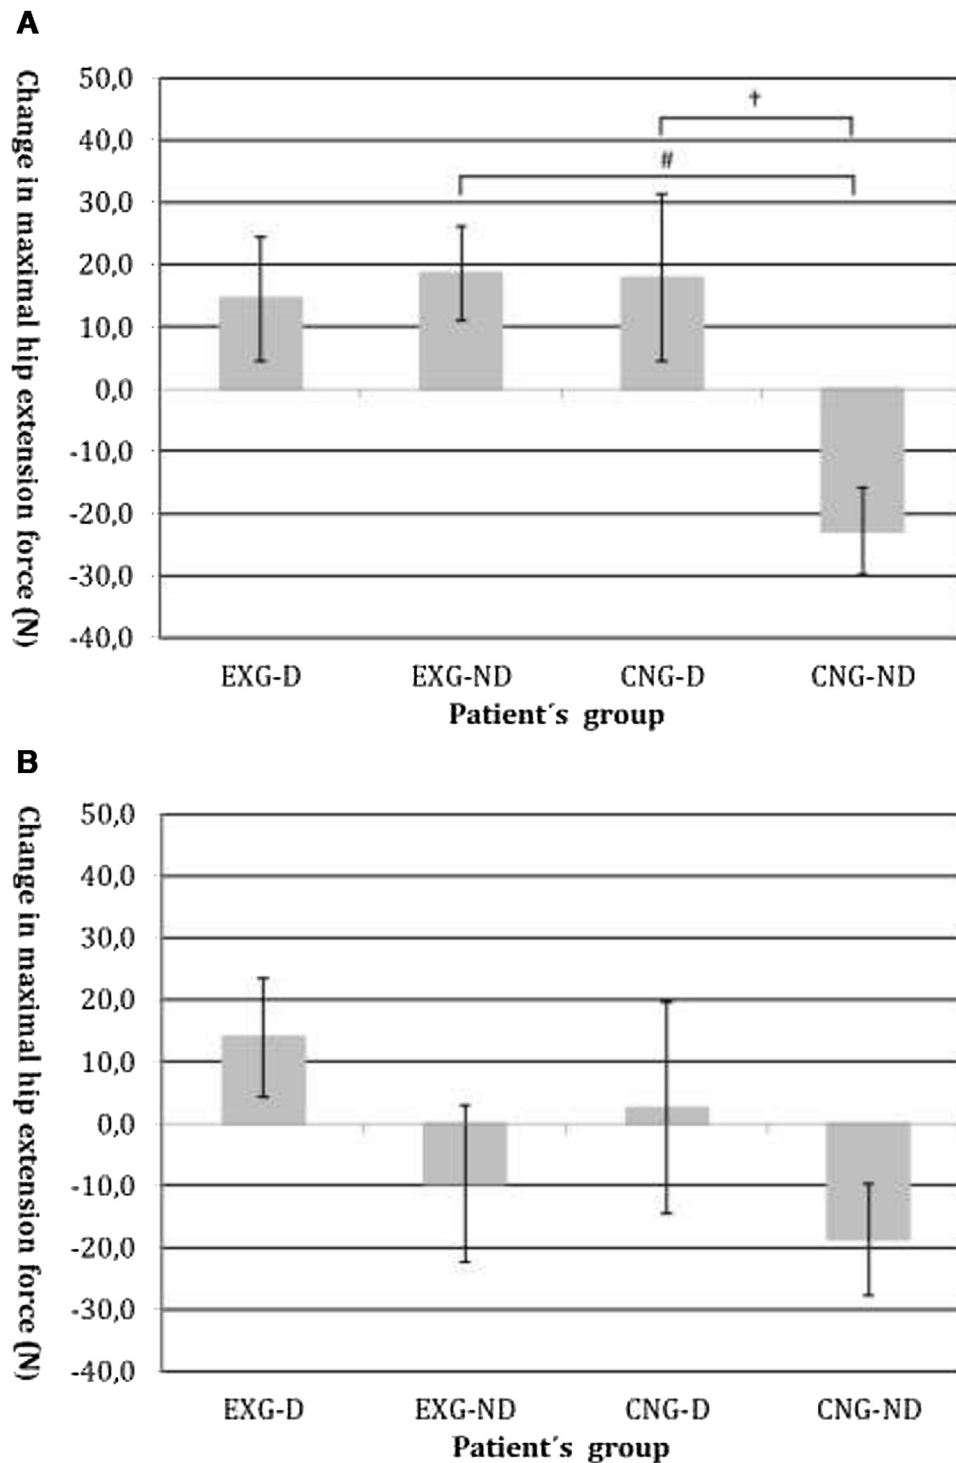 A
Change in maximal hip extension force (N)
50,0
40,0
30,0
20,0
10,0
0,0
-10,0
-20,0
-30,0
-40,0
†
#
EXG-D EXG-ND CNG-D CNG-ND
Patient´s group
B
Change in maximal hip extension force (N)
50,0
40,0
30,0
20,0
10,0
0,0
-10,0
-20,0
-30,0
-40,0
EXG-D EXG-ND CNG-D CNG-ND
Patient´s group